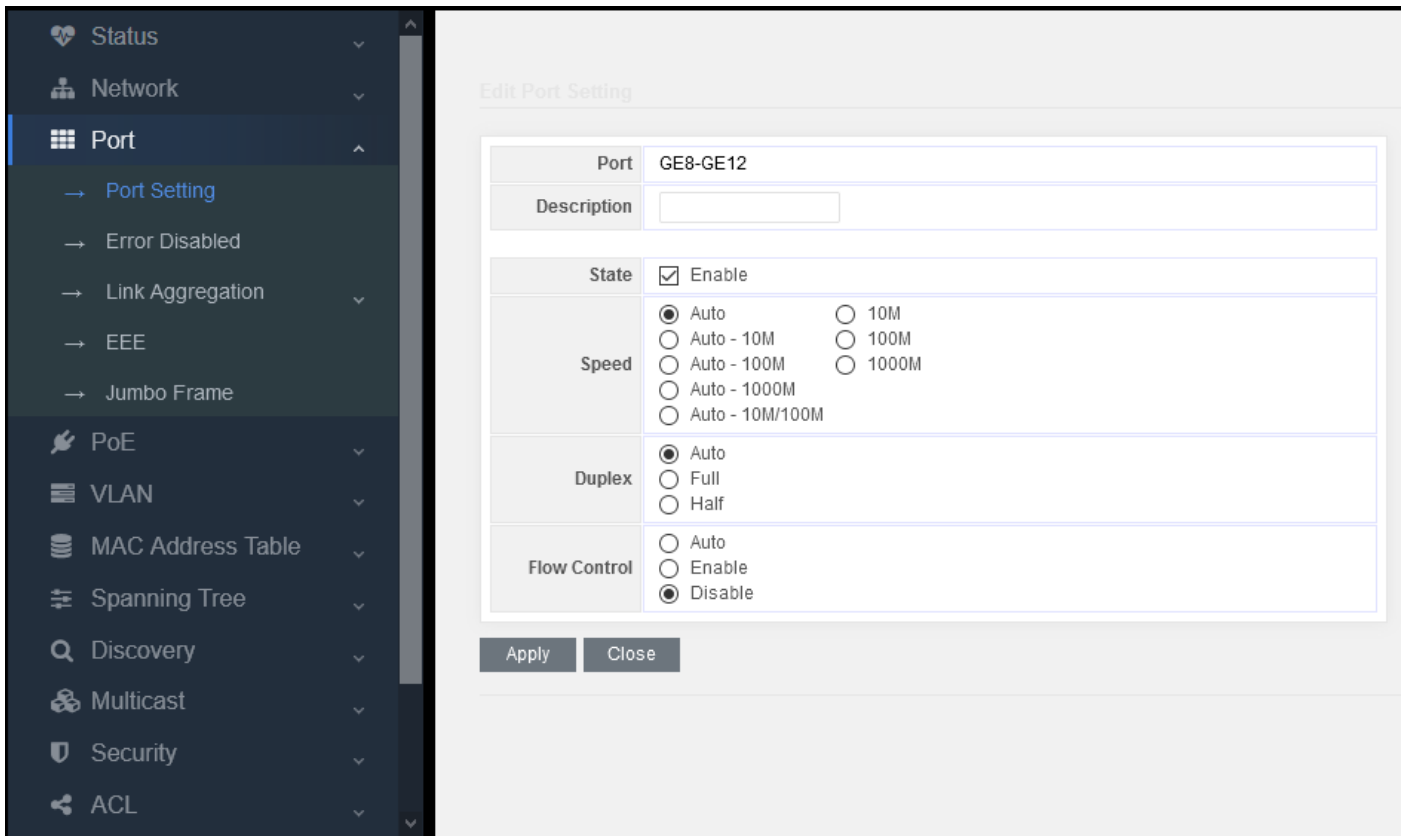 Status
Network
Port
→ Port Setting
→ Error Disabled
→ Link Aggregation
→ EEE
→ Jumbo Frame
PoE
VLAN
MAC Address Table
Spanning Tree
Discovery
Multicast
Security
ACL
Edit Port Setting
Port GE8-GE12
Description
State Enable
Speed
Auto 10M
Auto - 10M 100M
Auto - 100M 1000M
Auto - 1000M
Auto - 10M/100M
Duplex
Auto
Full
Half
Flow Control
Auto
Enable
Disable
Apply Close